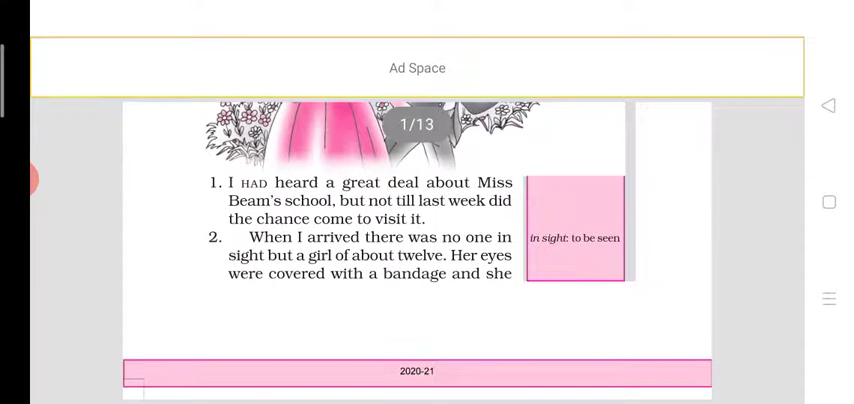 Ad Space
1/13
1. I HAD heard a great deal about Miss
Beam's school, but not till last week did
the chance come to visit it.
2. When I arrived there was no one in
sight but a girl of about twelve. Her eyes
were covered with a bandage and she
in sight: to be seen
2020-21